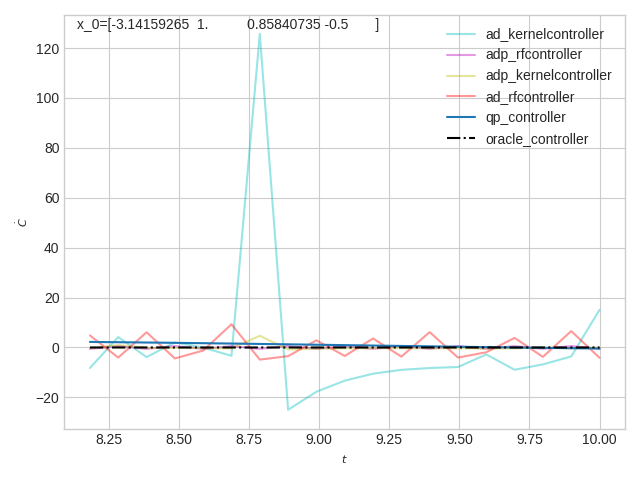 x_0=[-3.14159265 1. 0.85840735 -0.5 ]
ad_kernelcontroller
adp_rfcontroller
adp_kernelcontroller
ad_rfcontroller
qp_controller
oracle_controller
120
100
80
60
40
20
0
−20
Ċ
8.25 8.50 8.75 9.00 9.25 9.50 9.75 10.00
t